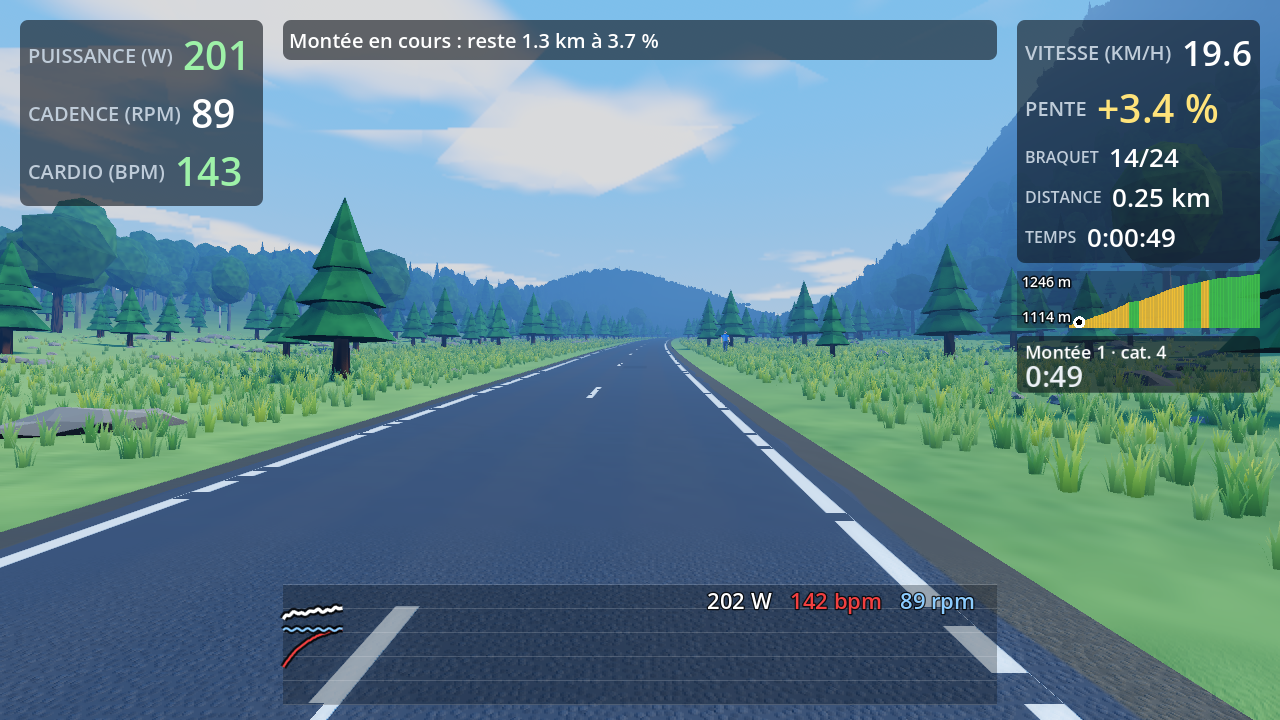 PUISSANCE (W) 201
CADENCE (RPM) 89
CARDIO (BPM) 143
Montée en cours : reste 1.3 km à 3.7 %
VITESSE (KM/H) 19.6
PENTE +3.4 %
BRAQUET 14/24
DISTANCE 0.25 km
TEMPS 0:00:49
1246 m
1114 m
Montée 1 · cat. 4
0:49
202 W 142 bpm 89 rpm